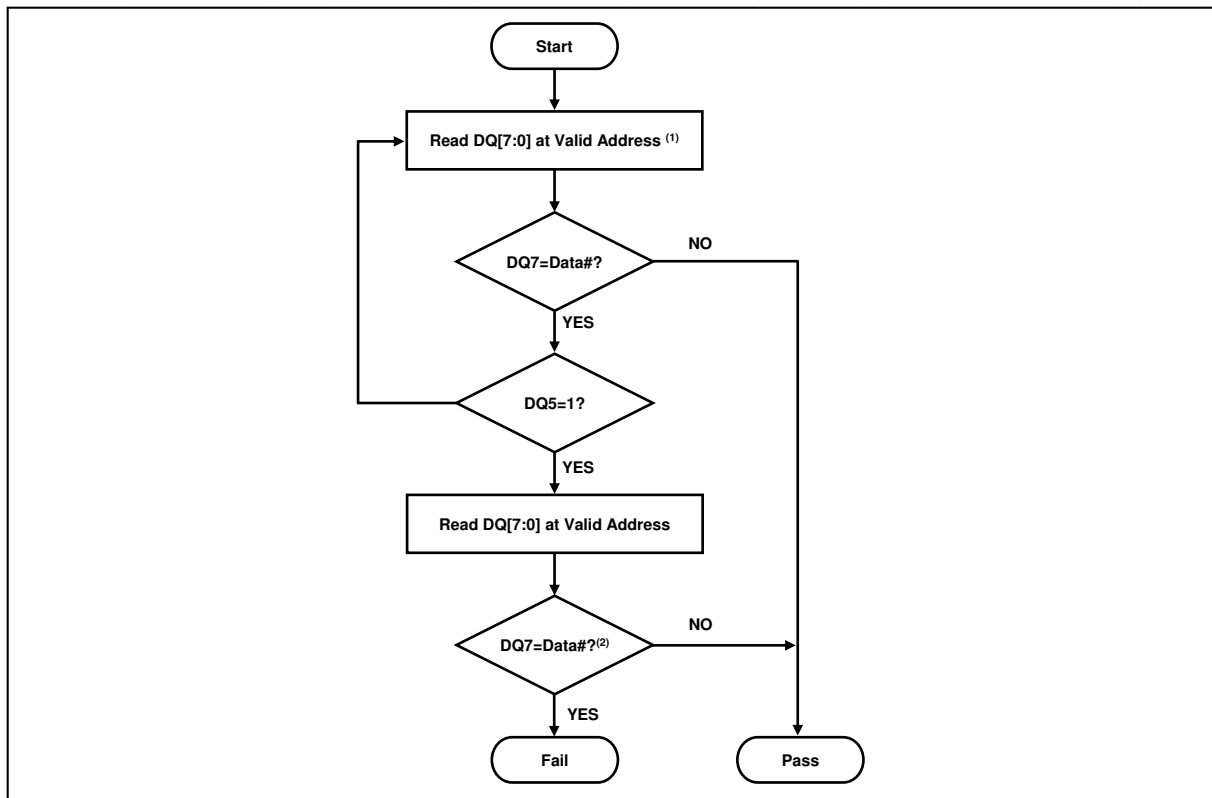 Start
Read DQ[7:0] at Valid Address (1)
DQ7=Data#?
NO
YES
DQ5=1?
YES
Read DQ[7:0] at Valid Address
DQ7=Data#?(2)
NO
YES
Fail
Pass